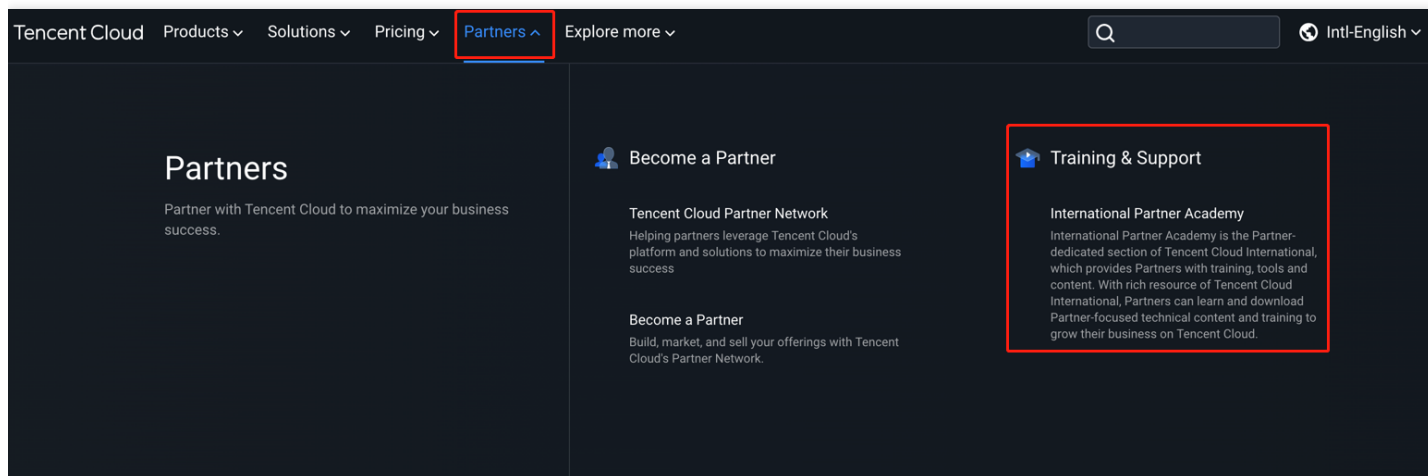 Tencent Cloud Products Solutions Pricing Partners Explore more Intl-English
Partners
Partner with Tencent Cloud to maximize your business
success.
Become a Partner
Tencent Cloud Partner Network
Helping partners leverage Tencent Cloud's
platform and solutions to maximize their business
success
Become a Partner
Build, market, and sell your offerings with Tencent
Cloud's Partner Network.
Training & Support
International Partner Academy
International Partner Academy is the Partner-
dedicated section of Tencent Cloud International,
which provides Partners with training, tools and
content. With rich resource of Tencent Cloud
International, Partners can learn and download
Partner-focused technical content and training to
grow their business on Tencent Cloud.